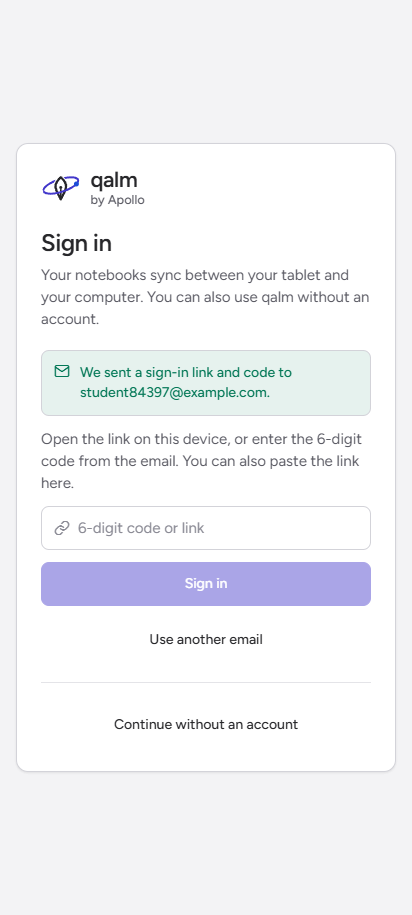 qalm
by Apollo
Sign in
Your notebooks sync between your tablet and
your computer. You can also use qalm without an
account.
We sent a sign-in link and code to
student84397@example.com.
Open the link on this device, or enter the 6-digit
code from the email. You can also paste the link
here.
6-digit code or link
Sign in
Use another email
Continue without an account